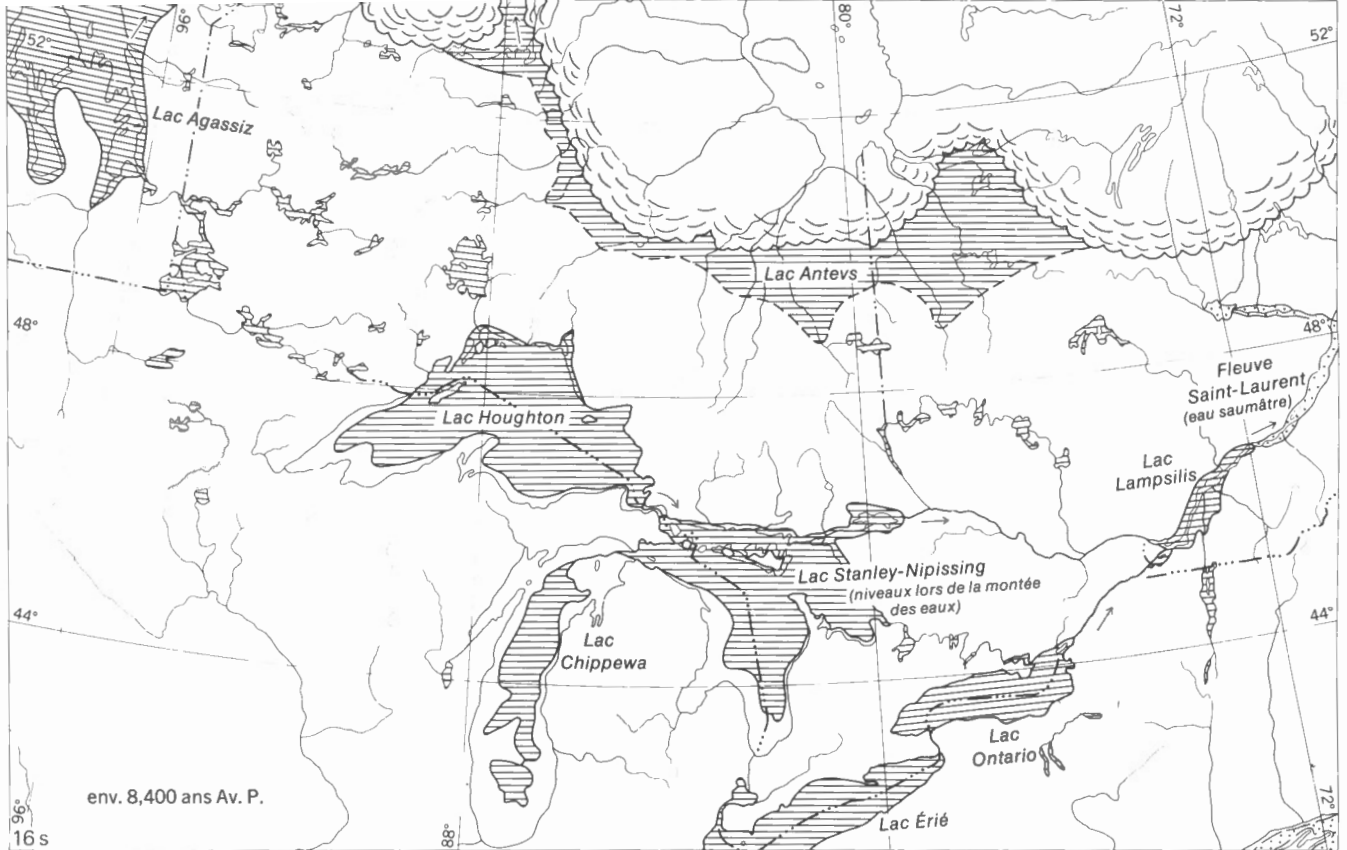 96°
80°
72°
52°
52°
Lac Agassiz
Lac Antevs
48°
48°
Fleuve
Saint-Laurent
(eau saumâtre)
Lac Houghton
Lac
Lampsilis
Lac Stanley-Nipissing
(niveaux lors de la montée
des eaux)
44°
44°
Lac
Chippewa
Lac
Ontario
env. 8,400 ans Av. P.
Lac Érié
96°
88°
72°
16 s